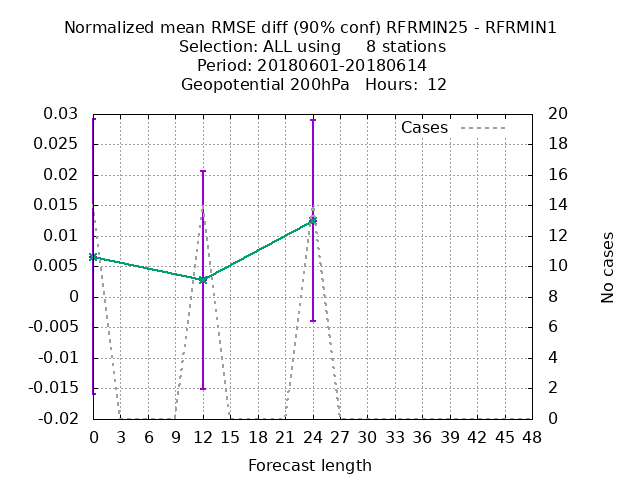 Normalized mean RMSE diff (90% conf) RFRMIN25 - RFRMIN1
Selection: ALL using     8 stations
Period: 20180601-20180614
Geopotential 200hPa   Hours:  12
Cases
0.03
0.025
0.02
0.015
0.01
0.005
0
-0.005
-0.01
-0.015
-0.02
20
18
16
14
12
10
8
6
4
2
0
No cases
0 3 6 9 12 15 18 21 24 27 30 33 36 39 42 45 48
Forecast length